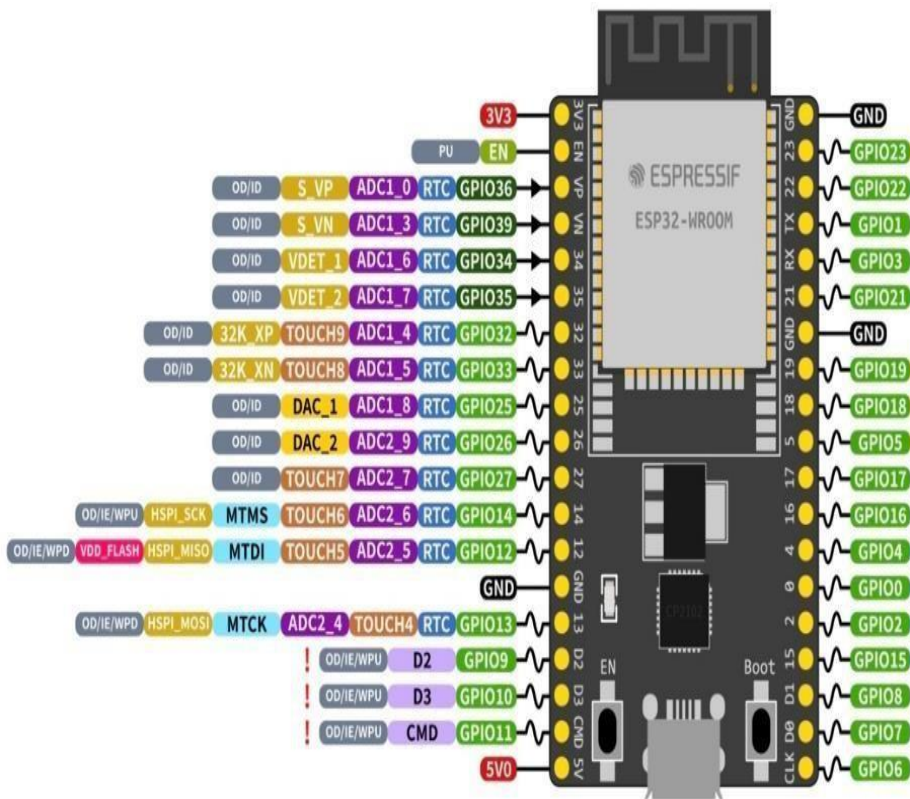 3V3 3V3 GND GND
PU EN EN 23 GPIO23
OD/ID S_VP ADC1_0 RTC GPIO36 VP 22 GPIO22
OD/ID S_VN ADC1_3 RTC GPIO39 VN TX GPIO1
OD/ID VDET_1 ADC1_6 RTC GPIO34 34 RX GPIO3
OD/ID VDET_2 ADC1_7 RTC GPIO35 35 21 GPIO21
OD/ID 32K_XP TOUCH9 ADC1_4 RTC GPIO32 32 GND GND
OD/ID 32K_XN TOUCH8 ADC1_5 RTC GPIO33 33 19 GPIO19
OD/ID DAC_1 ADC1_8 RTC GPIO25 25 18 GPIO18
OD/ID DAC_2 ADC2_9 RTC GPIO26 26 5 GPIO5
OD/ID TOUCH7 ADC2_7 RTC GPIO27 27 17 GPIO17
OD/IE/WPU HSPI_SCK MTMS TOUCH6 ADC2_6 RTC GPIO14 14 16 GPIO16
OD/IE/WPD VDD_FLASH HSPI_MISO MTDI TOUCH5 ADC2_5 RTC GPIO12 12 4 GPIO4
GND GND 0 GPIO0
OD/IE/WPD HSPI_MOSI MTCK ADC2_4 TOUCH4 RTC GPIO13 13 2 GPIO2
! OD/IE/WPU D2 GPIO9 D2 15 GPIO15
! OD/IE/WPU D3 GPIO10 D3 D1 GPIO8
! OD/IE/WPU CMD GPIO11 CMD D0 GPIO7
5V0 5V CLK GPIO6
ESPRESSIF
ESP32-WROOM
CP2102
EN
Boot